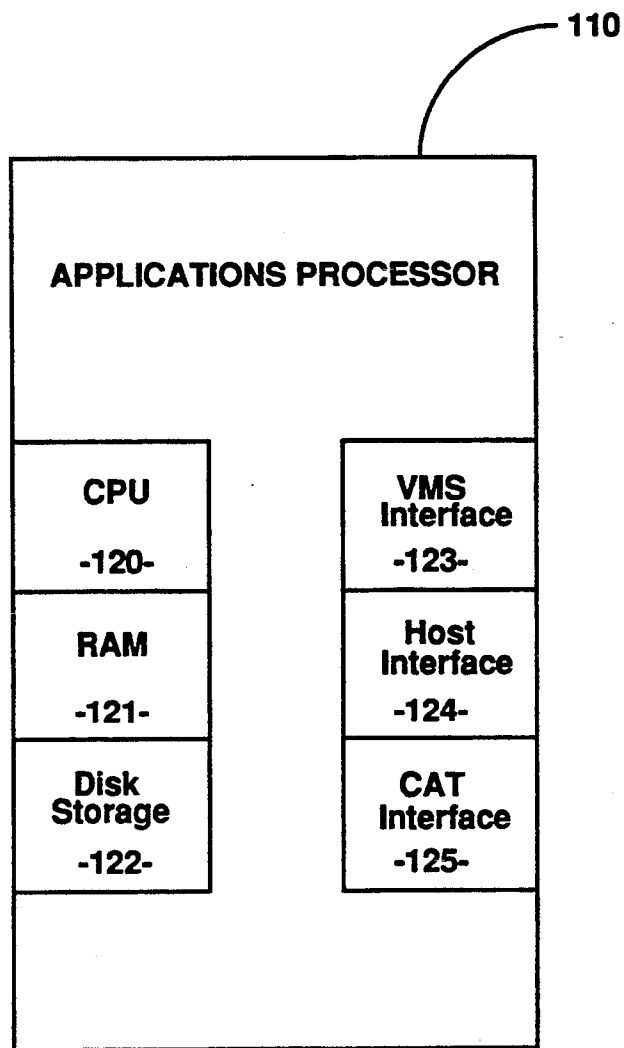 110
APPLICATIONS PROCESSOR
CPU
-120-
RAM
-121-
Disk
Storage
-122-
VMS
Interface
-123-
Host
Interface
-124-
CAT
Interface
-125-